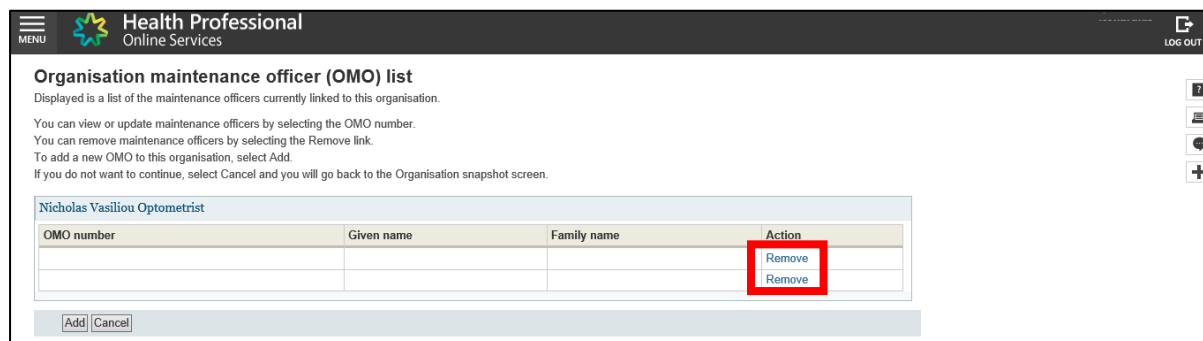 Health Professional
MENU
Online Services
LOG OUT
Organisation maintenance officer (OMO) list
Displayed is a list of the maintenance officers currently linked to this organisation.
You can view or update maintenance officers by selecting the OMO number.
You can remove maintenance officers by selecting the Remove link.
To add a new OMO to this organisation, select Add.
If you do not want to continue, select Cancel and you will go back to the Organisation snapshot screen.
Nicholas Vasiliou Optometrist
OMO number Given name Family name Action
Remove
Remove
Add Cancel